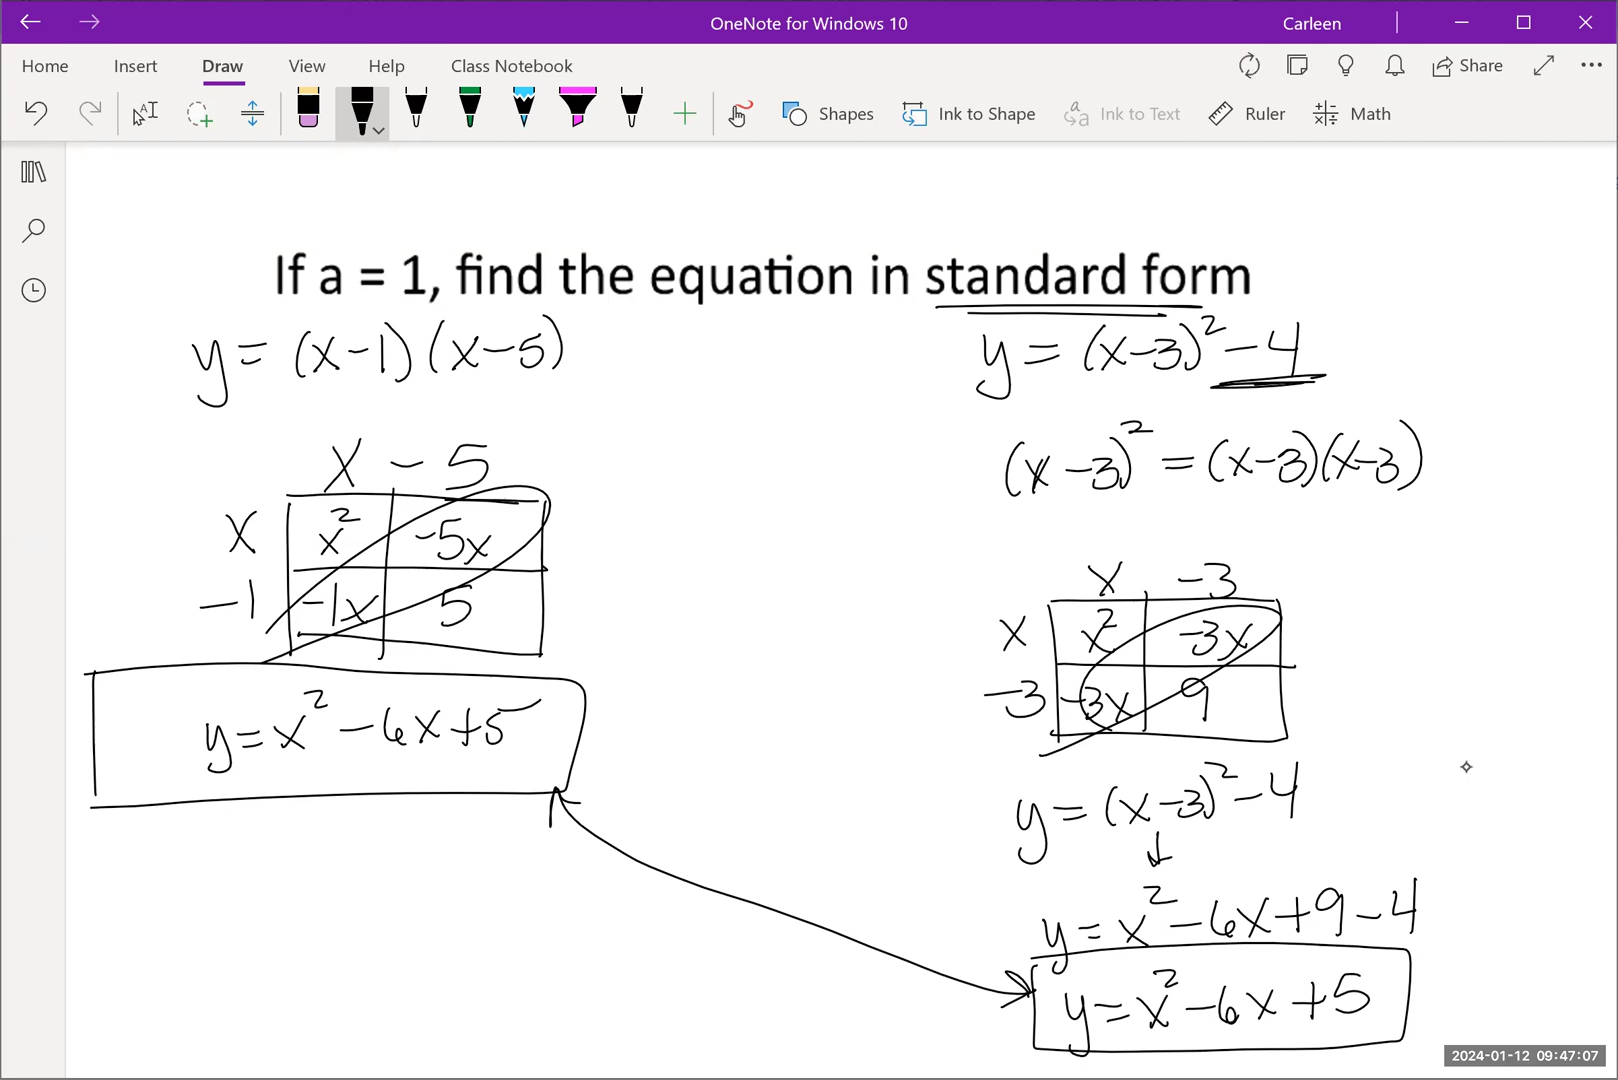 OneNote for Windows 10
Carleen
Home Insert Draw View Help Class Notebook
Share
Shapes Ink to Shape Ink to Text Ruler Math
If a = 1, find the equation in standard form
y = (x-1)(x-5)
x - 5
x x² -5x
-1 -1x 5
y = x² - 6x + 5
y = (x-3)² - 4
(x-3)² = (x-3)(x-3)
x -3
x x² -3x
-3 -3x 9
y = (x-3)² - 4
y = x² - 6x + 9 - 4
y = x² - 6x + 5
2024-01-12 09:47:07